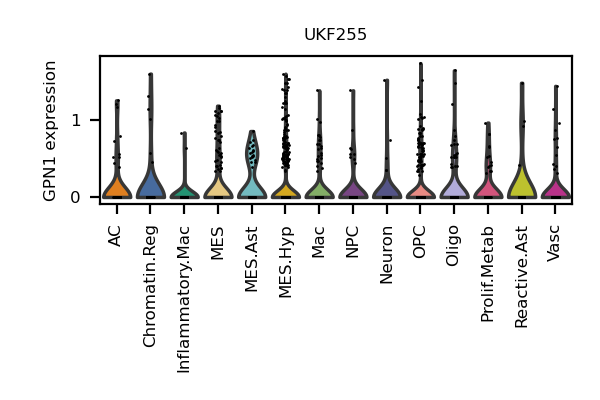 UKF255
GPN1 expression
1
0
AC
Chromatin.Reg
Inflammatory.Mac
MES
MES.Ast
MES.Hyp
Mac
NPC
Neuron
OPC
Oligo
Prolif.Metab
Reactive.Ast
Vasc